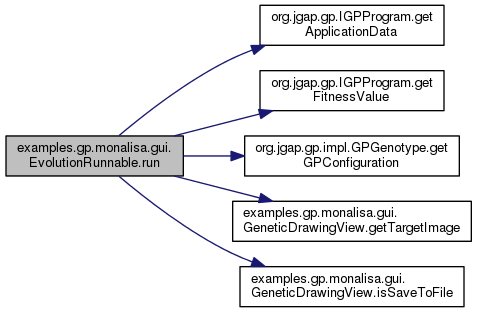 org.jgap.gp.IGPProgram.get
ApplicationData
org.jgap.gp.IGPProgram.get
FitnessValue
examples.gp.monalisa.gui.
EvolutionRunnable.run
org.jgap.gp.impl.GPGenotype.get
GPConfiguration
examples.gp.monalisa.gui.
GeneticDrawingView.getTargetImage
examples.gp.monalisa.gui.
GeneticDrawingView.isSaveToFile